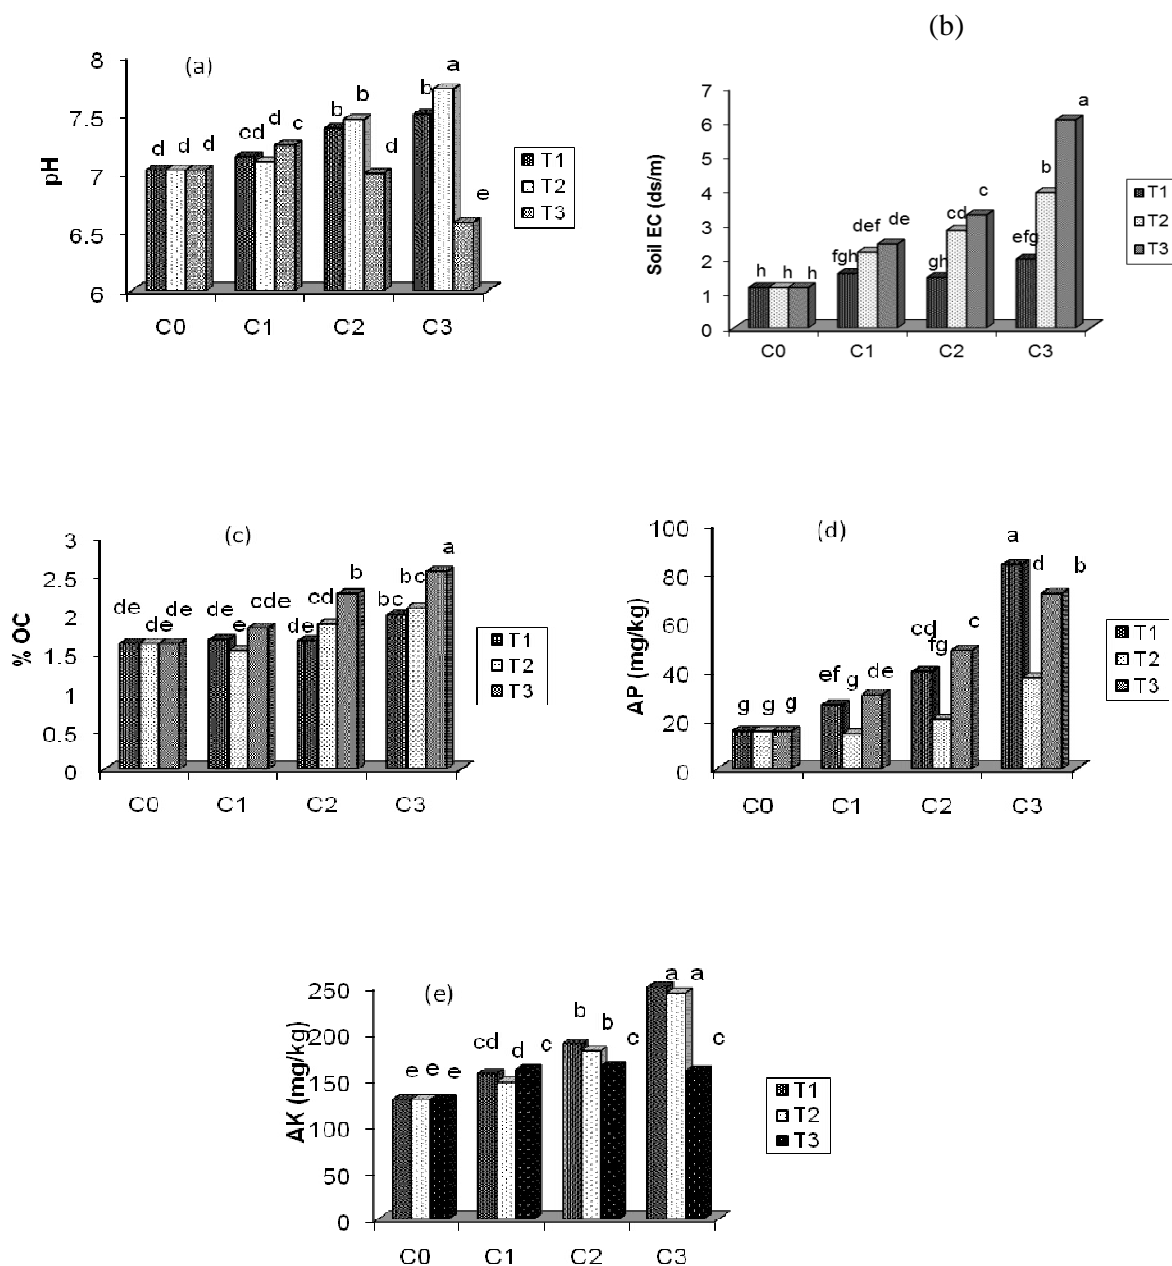 (a)
pH
8
7.5
7
6.5
6
d d d
cd d c
b b d
b a e
C0 C1 C2 C3
T1
T2
T3
(b)
Soil EC (ds/m)
7
6
5
4
3
2
1
0
h h h
fgh def de
gh cd c
efg b a
C0 C1 C2 C3
T1
T2
T3
(c)
% OC
3
2.5
2
1.5
1
0.5
0
de de de
de e cde
de cd b
bc bc a
C0 C1 C2 C3
T1
T2
T3
(d)
AP (mg/kg)
100
80
60
40
20
0
g g g
ef g de
cd fg c
a d b
C0 C1 C2 C3
T1
T2
T3
(e)
AK (mg/kg)
250
200
150
100
50
0
e e e
cd d c
b b c
a a c
C0 C1 C2 C3
T1
T2
T3